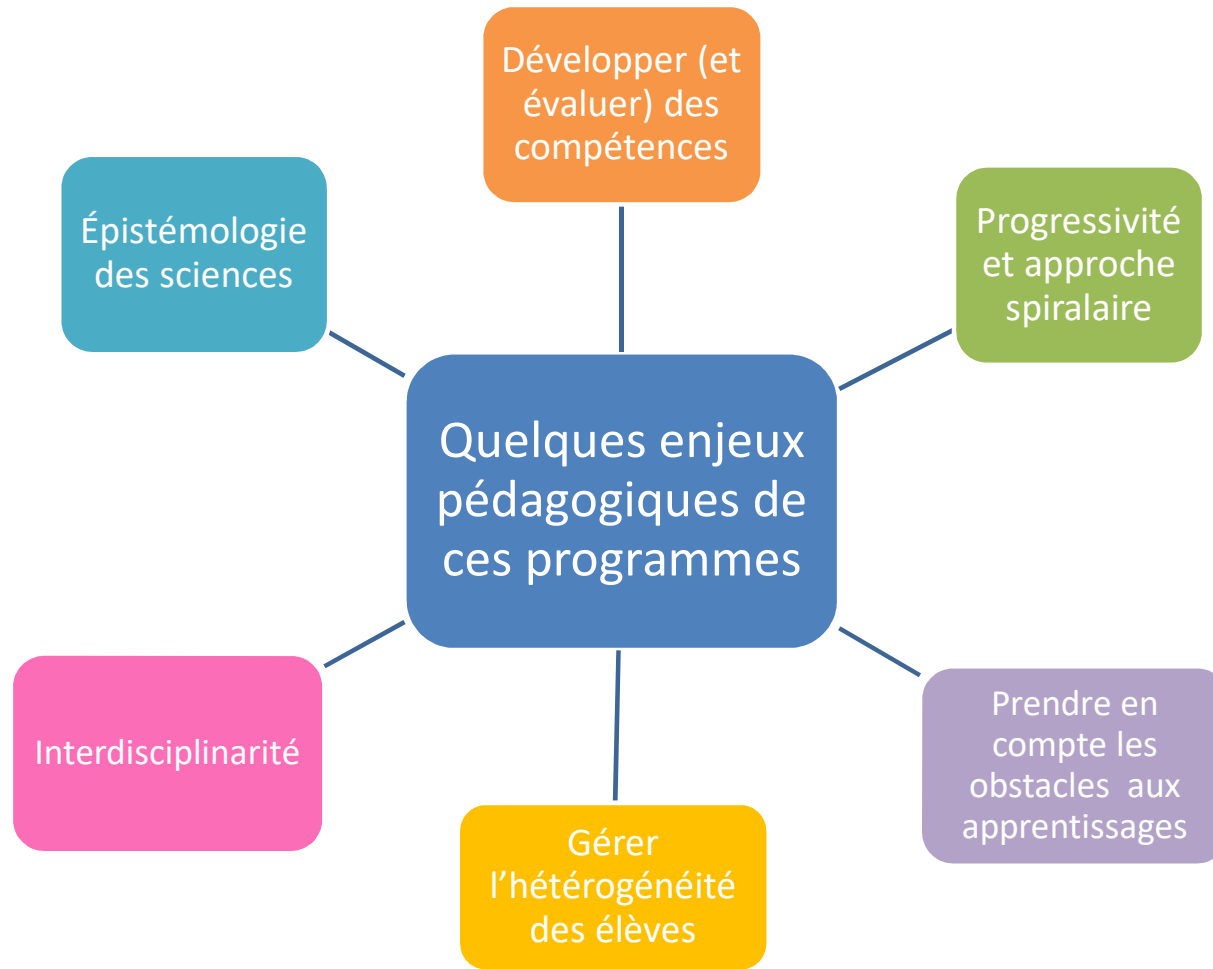 Développer (et
évaluer) des
compétences
Épistémologie
des sciences
Progressivité
et approche
spiralaire
Quelques enjeux
pédagogiques de
ces programmes
Interdisciplinarité
Prendre en
compte les
obstacles aux
apprentissages
Gérer
l’hétérogénéité
des élèves